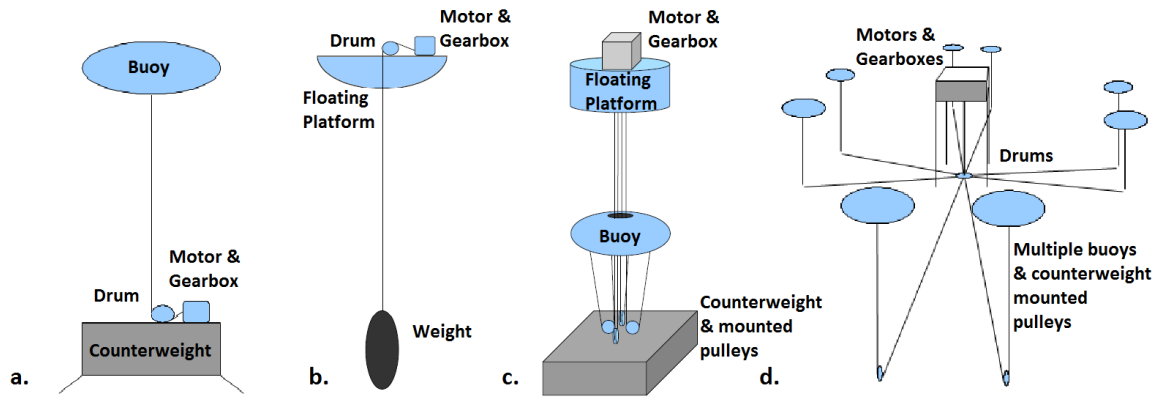 a.
Buoy
Motor &
Gearbox
Drum
Counterweight
b.
Motor &
Gearbox
Drum
Floating
Platform
Weight
c.
Motor &
Gearbox
Floating
Platform
Buoy
Counterweight
& mounted
pulleys
d.
Motors &
Gearboxes
Drums
Multiple buoys
& counterweight
mounted
pulleys